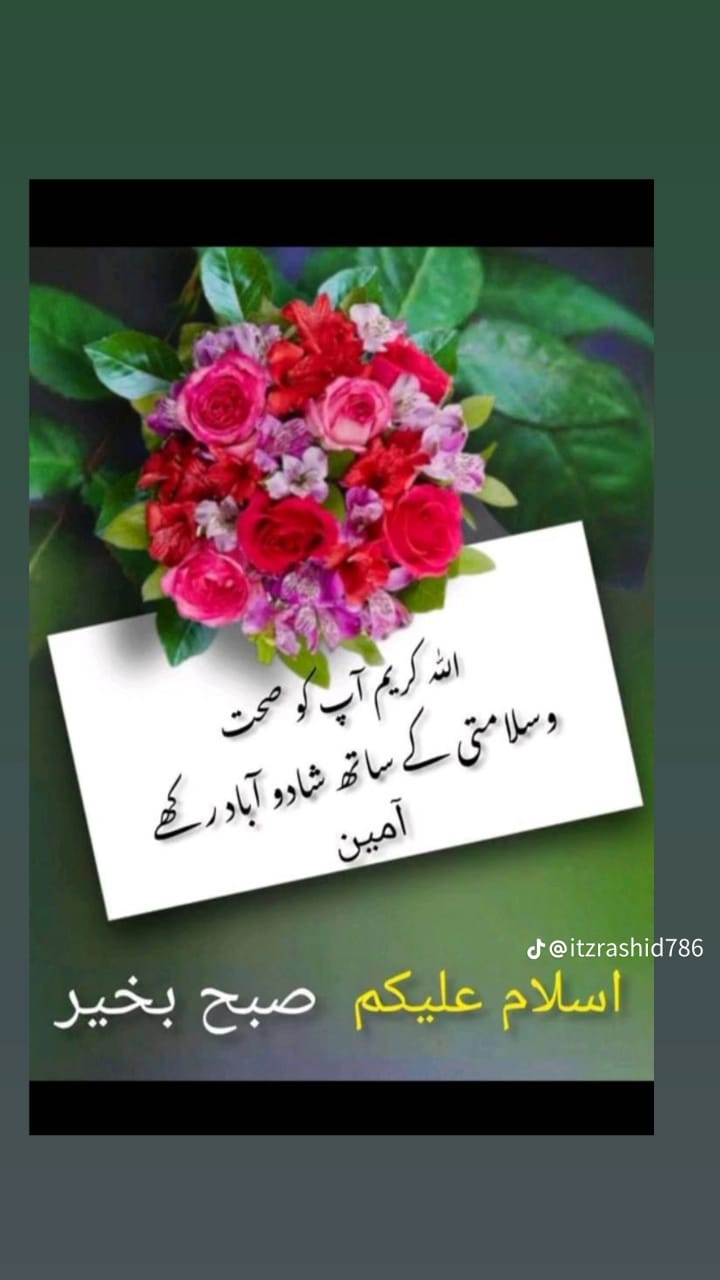 اللہ کریم آپ کو صحت
وسلامتی کے ساتھ شادو آباد رکھے
آمین
@itzrashid786
اسلام علیکم صبح بخیر